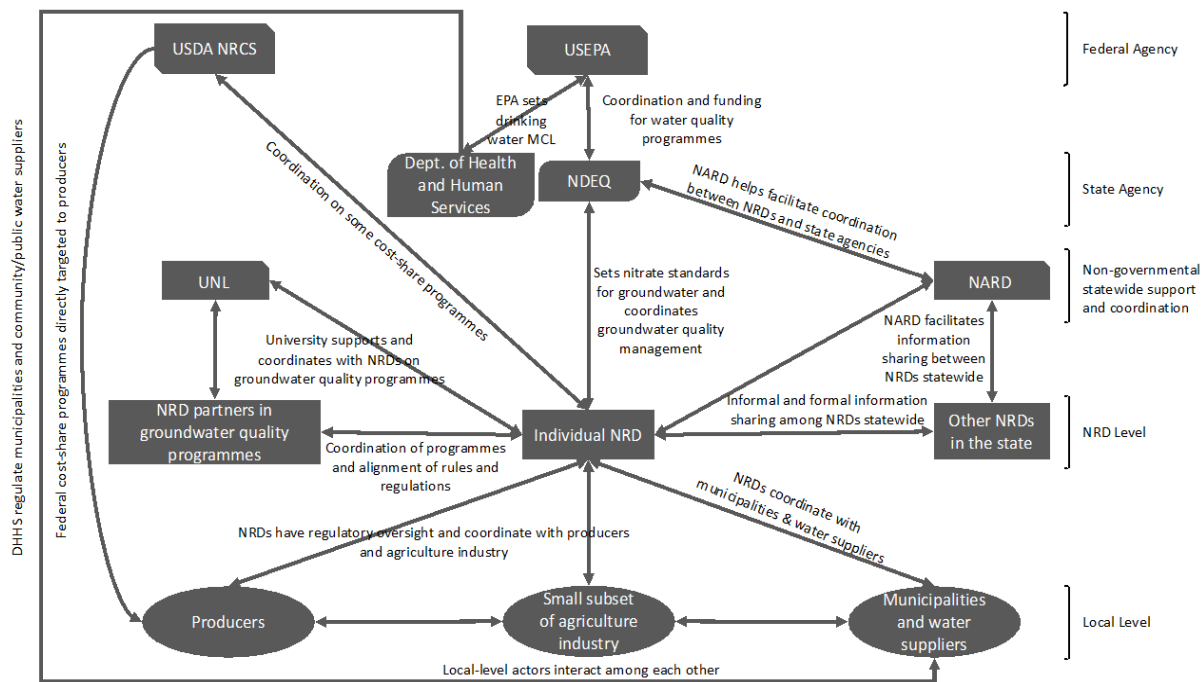 USDA NRCS
USEPA
Federal Agency
EPA sets
drinking
water MCL
Coordination and funding
for water quality
programmes
Dept. of Health
and Human
Services
NDEQ
NARD helps facilitate coordination
between NRDs and state agencies
State Agency
DHHS regulate municipalities and community/public water suppliers
Federal cost-share programmes directly targeted to producers
Coordination on some cost-share programmes
UNL
Sets nitrate standards
for groundwater and
coordinates
groundwater quality
management
NARD
Non-governmental
statewide support
and coordination
University supports and
coordinates with NRDs on
groundwater quality programmes
NARD facilitates
information
sharing between
NRDs statewide
NRD partners in
groundwater quality
programmes
Individual NRD
Informal and formal information
sharing among NRDs statewide
Other NRDs
in the state
NRD Level
Coordination of programmes
and alignment of rules and
regulations
NRDs have regulatory oversight and coordinate with producers
and agriculture industry
NRDs coordinate with
municipalities & water suppliers
Producers
Small subset
of agriculture
industry
Municipalities
and water
suppliers
Local Level
Local-level actors interact among each other